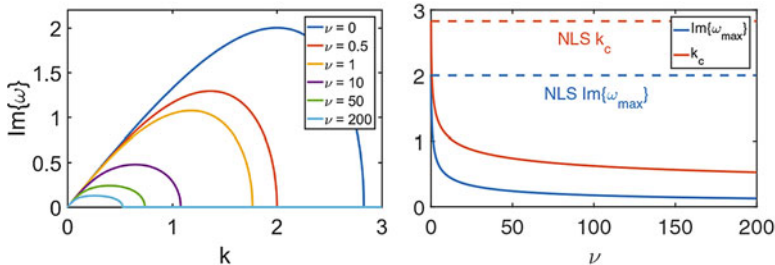 2
1.5
1
0.5
0
Im{ω}
0 1 2 3
k
ν = 0
ν = 0.5
ν = 1
ν = 10
ν = 50
ν = 200
3
2
1
0
0 50 100 150 200
ν
NLS k_c
NLS Im{ω_max}
Im{ω_max}
k_c